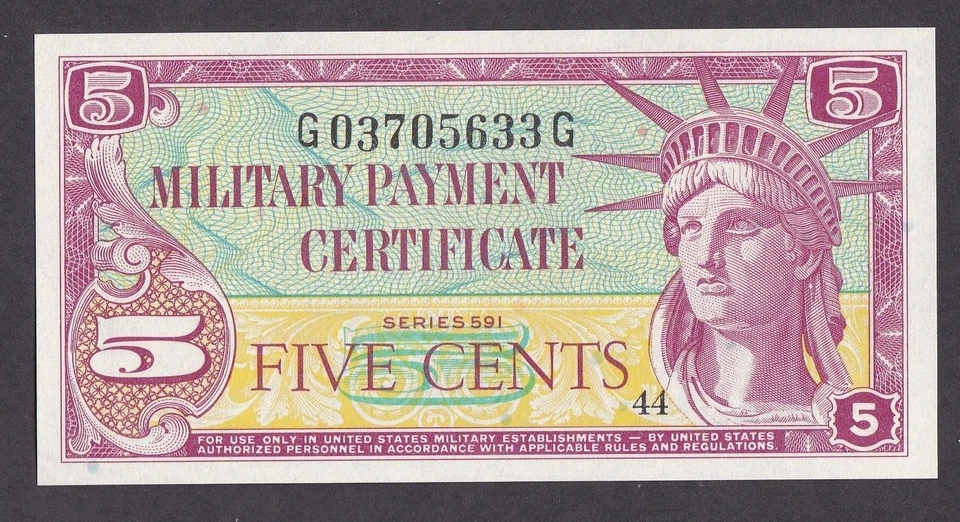 5 5
G03705633G
MILITARY PAYMENT
CERTIFICATE
SERIES 591
5 FIVE CENTS
44
5
FOR USE ONLY IN UNITED STATES MILITARY ESTABLISHMENTS — BY UNITED STATES
AUTHORIZED PERSONNEL IN ACCORDANCE WITH APPLICABLE RULES AND REGULATIONS.